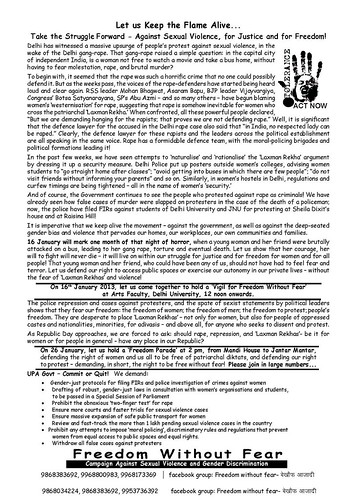 Let us Keep the Flame Alive...
Take the Struggle Forward - Against Sexual Violence, for Justice and for Freedom!
Delhi has witnessed a massive upsurge of people's protest against sexual violence, in the
wake of the Delhi gang-rape. That gang-rape raised a simple question: in the capital city
of independent India, is a woman not free to watch a movie and take a bus home, without
having to fear molestation, rape, and brutal murder?
To begin with, it seemed that the rape was such a horrific crime that no one could possibly
defend it. But as the weeks pass, the voices of the rape-defenders have started being heard
loud and clear again. RSS leader Mohan Bhagwat, Asaram Bapu, BJP leader Vijayvargiya,
Congress' Botsa Satyanarayana, SP's Abu Azmi – and so many others – have begun blaming
women's 'westernisation' for rape, suggesting that rape is somehow inevitable for women who
cross the patriarchal 'Laxman Rekha.' When confronted, all these powerful people declared,
"But we are demanding hanging for the rapists; that proves we are not defending rape." Well, it is significant
that the defence lawyer for the accused in the Delhi rape case also said that "in India, no respected lady can
be raped." Clearly, the defence lawyer for these rapists and the leaders across the political establishment
are all speaking in the same voice. Rape has a formidable defence team, with the moral-policing brigades and
political formations leading it!
In the past few weeks, we have seen attempts to 'naturalise' and 'rationalise' the 'Laxman Rekha' argument
by dressing it up a security measure. Delhi Police put up posters outside women's colleges, advising women
students to "go straight home after classes"; "avoid getting into buses in which there are few people"; "do not
visit friends without informing your parents" and so on. Similarly, in women's hostels in Delhi, regulations and
curfew timings are being tightened – all in the name of women's 'security.'
And of course, the Government continues to see the people who protested against rape as criminals! We have
already seen how false cases of murder were slapped on protesters in the case of the death of a policeman;
now, the police have filed FIRs against students of Delhi University and JNU for protesting at Sheila Dixit's
house and at Raisina Hill!
It is imperative that we keep alive the movement – against the government, as well as against the deep-seated
gender bias and violence that pervades our homes, our workplaces, our own communities and families.
16 January will mark one month of that night of horror, when a young woman and her friend were brutally
attacked on a bus, leading to her gang rape, torture and eventual death. Let us show that her courage, her
will to fight will never die – it will live on within our struggle for justice and for freedom for women and for all
people! That young woman and her friend, who could have been any of us, should not have had to feel fear and
terror. Let us defend our right to access public spaces or exercise our autonomy in our private lives – without
the fear of 'Laxman Rekhas' and violence!
On 16th January 2013, let us come together to hold a 'Vigil for Freedom Without Fear'
at Arts Faculty, Delhi University, 12 noon onwards.
The police repression and cases against protesters, and the spate of sexist statements by political leaders
shows that they fear our freedom: the freedom of women; the freedom of men; the freedom to protest; people's
freedom. They are desperate to place 'Laxman Rekhas' – not only for women, but also for people of oppressed
castes and nationalities, minorities, for adivasis – and above all, for anyone who seeks to dissent and protest.
As Republic Day approaches, we are forced to ask: should rape, repression, and 'Laxman Rekha'- be it for
women or for people in general – have any place in our Republic?
On 26 January, let us hold a 'Freedom Parade' at 2 pm, from Mandi House to Jantar Mantar,
defending the right of women and us all to be free of patriarchal diktats, and defending our right
to protest – demanding, in short, the right to be free without fear! Please join in large numbers...
UPA Govt – Commit or Quit! We demand:
Gender-just protocols for filing FIRs and police investigation of crimes against women
Drafting of robust, gender-just laws in consultation with women's organisations and students,
to be passed in a Special Session of Parliament
Prohibit the obnoxious 'two-finger test' for rape
Ensure more courts and faster trials for sexual violence cases
Ensure massive expansion of safe public transport for women
Review and fast-track the more than 1 lakh pending sexual violence cases in the country
Prohibit any attempts to impose 'moral policing', discriminatory rules and regulations that prevent
women from equal access to public spaces and equal rights.
Withdraw all false cases against protesters
Freedom Without Fear
Campaign Against Sexual Violence and Gender Discrimination
9868383692, 9968800983, 9968173369 | facebook group: Freedom without fear- बेखौफ आजादी
9868034224, 9868383692, 9953736392 | facebook group: Freedom without fear- बेखौफ आजादी
ACT NOW